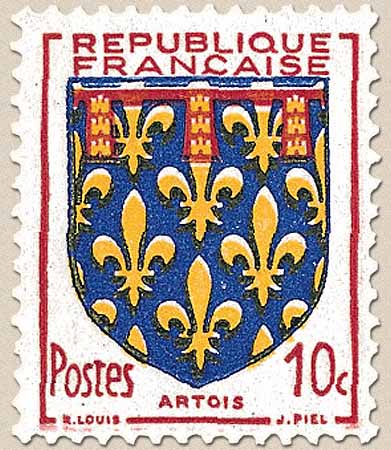 REPUBLIQUE
FRANCAISE
Postes 10c
ARTOIS
R. LOUIS J. PIEL